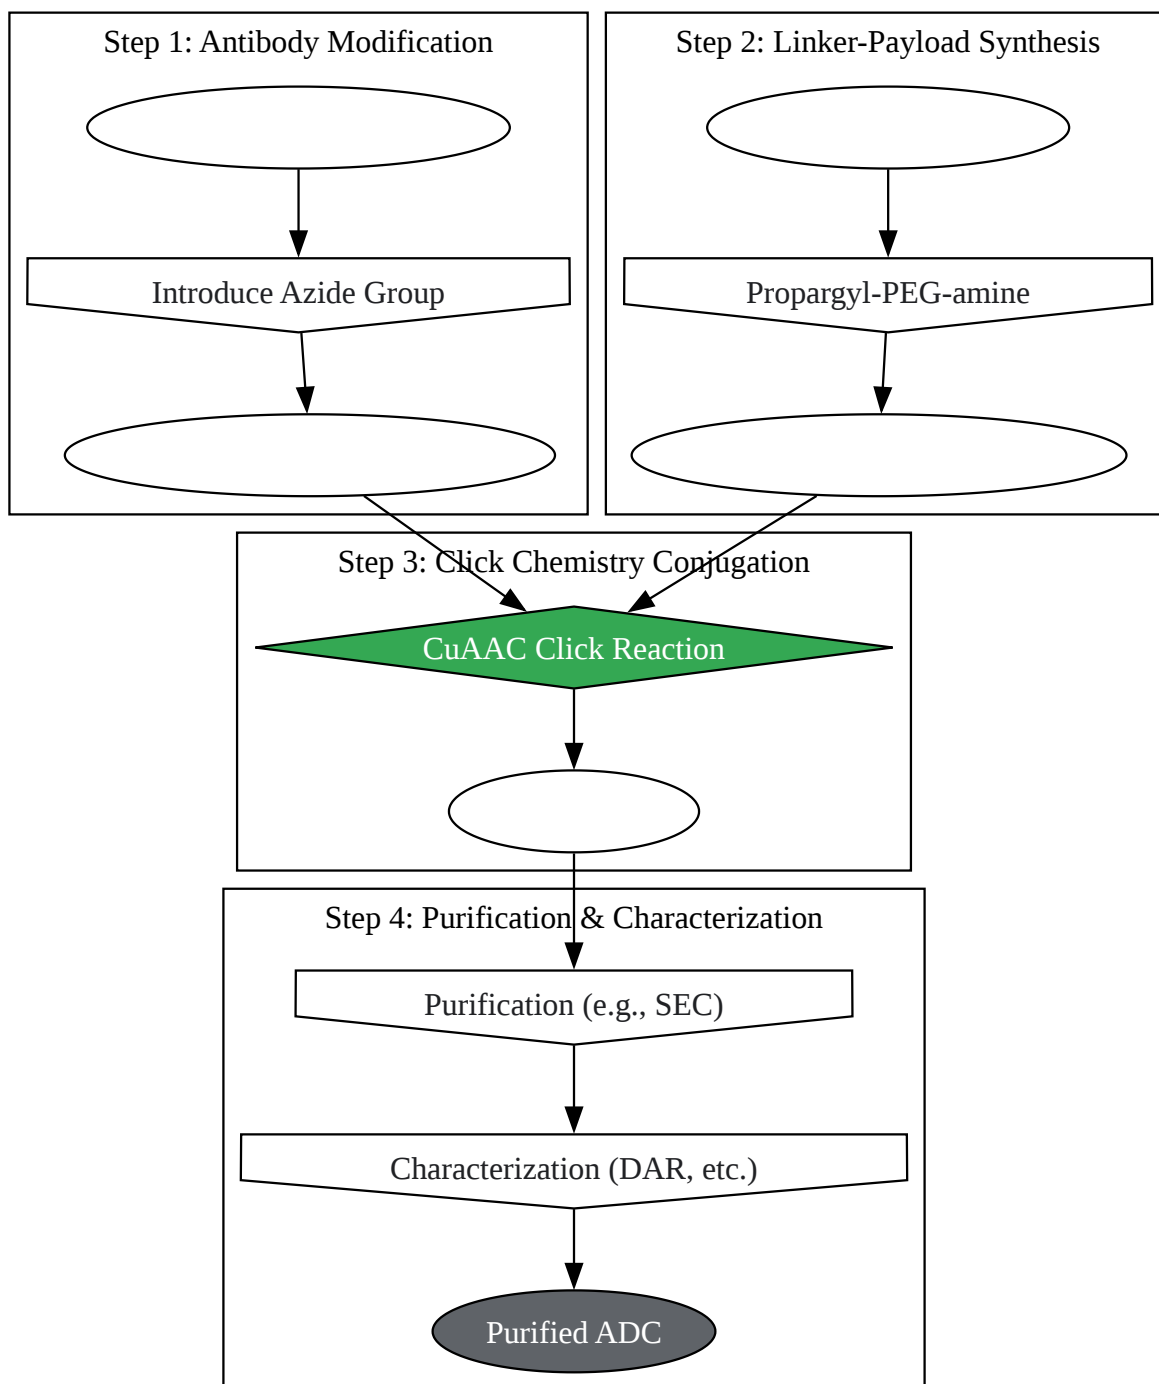 Step 1: Antibody Modification
Step 2: Linker-Payload Synthesis
Introduce Azide Group
Propargyl-PEG-amine
Step 3: Click Chemistry Conjugation
CuAAC Click Reaction
Step 4: Purification & Characterization
Purification (e.g., SEC)
Characterization (DAR, etc.)
Purified ADC